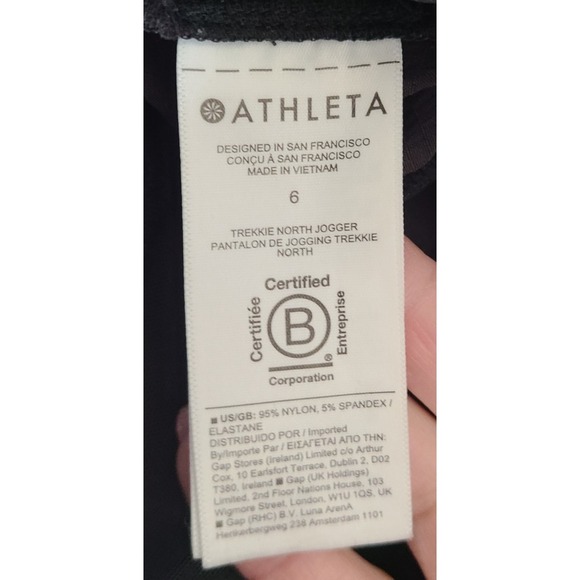 ATHLETA
DESIGNED IN SAN FRANCISCO
CONÇU À SAN FRANCISCO
MADE IN VIETNAM
6
TREKKIE NORTH JOGGER
PANTALON DE JOGGING TREKKIE
NORTH
Certified
Certifiée
B
®
Entreprise
Corporation
■ US/GB: 95% NYLON, 5% SPANDEX /
ELASTANE
DISTRIBUIDO POR / Imported
By/Importe Par / ΕΙΣΑΓΕΤΑΙ ΑΠΟ ΤΗΝ:
Gap Stores (Ireland) Limited c/o Arthur
Cox, 10 Earlsfort Terrace, Dublin 2, D02
T380, Ireland ■ Gap (UK Holdings)
Limited, 2nd Floor Nations House, 103
Wigmore Street, London, W1U 1QS, UK
■ Gap (RHC) B.V. Luna ArenA
Herikerbergweg 238 Amsterdam 1101